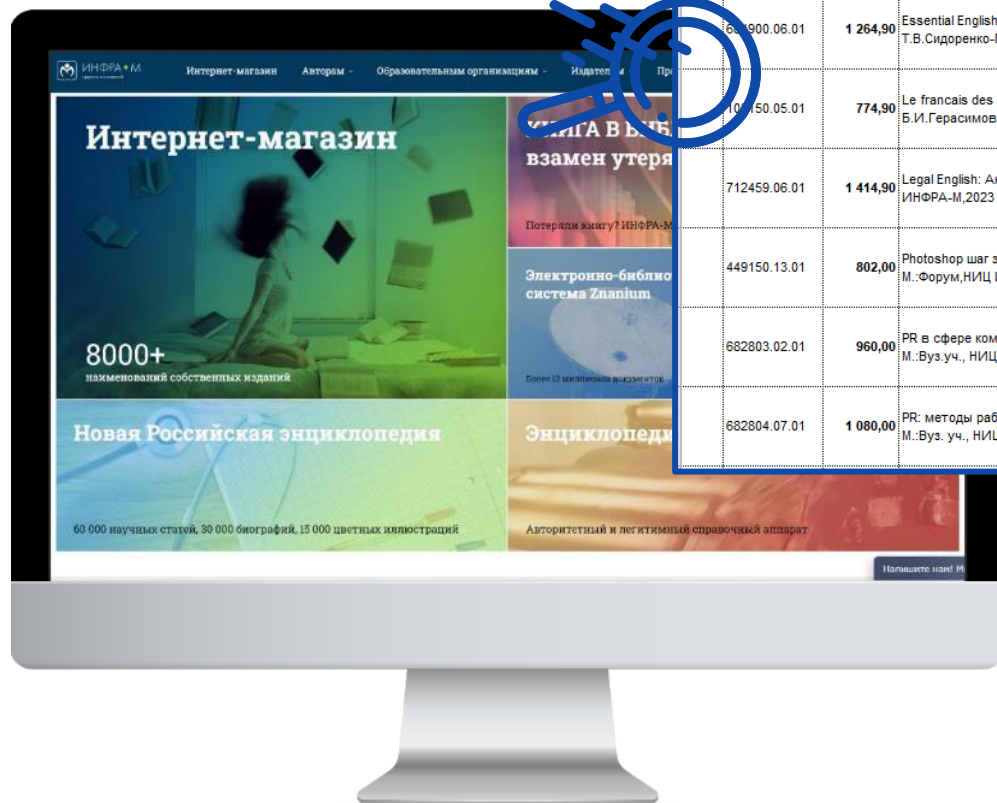 ИНФРА•М
Интернет-магазин Авторам - Образовательным организациям -
Интернет-магазин
8000+
наименований собственных изданий
КНИГА В
взамен утеря
Потеряли книгу? ИНФРА-М
Электронно-библио
система Znanium
Новая Российская энциклопедия
60 000 научных статей, 30 000 биографий, 15 000 цветных иллюстраций
Энциклопеди
Авторитетный и легитимный справочный аппарат
Напишите нам! М
1 264,90 Essential English
Т.В.Сидоренко-
774,90 Le francais des
Б.И.Герасимов
712459.06.01 1 414,90 Legal English:
ИНФРА-М,2023
449150.13.01 802,00 Photoshop шаг
М.:Форум,НИЦ
682803.02.01 960,00 PR в сфере ком
М.:Вуз.уч., НИЦ
682804.07.01 1 080,00 PR: методы раб
М.:Вуз. уч., НИЦ